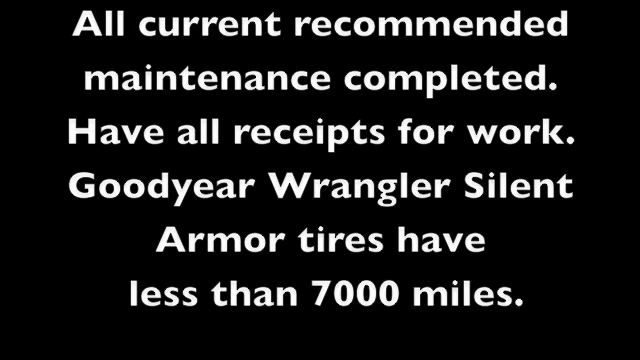 All current recommended
maintenance completed.
Have all receipts for work.
Goodyear Wrangler Silent
Armor tires have
less than 7000 miles.